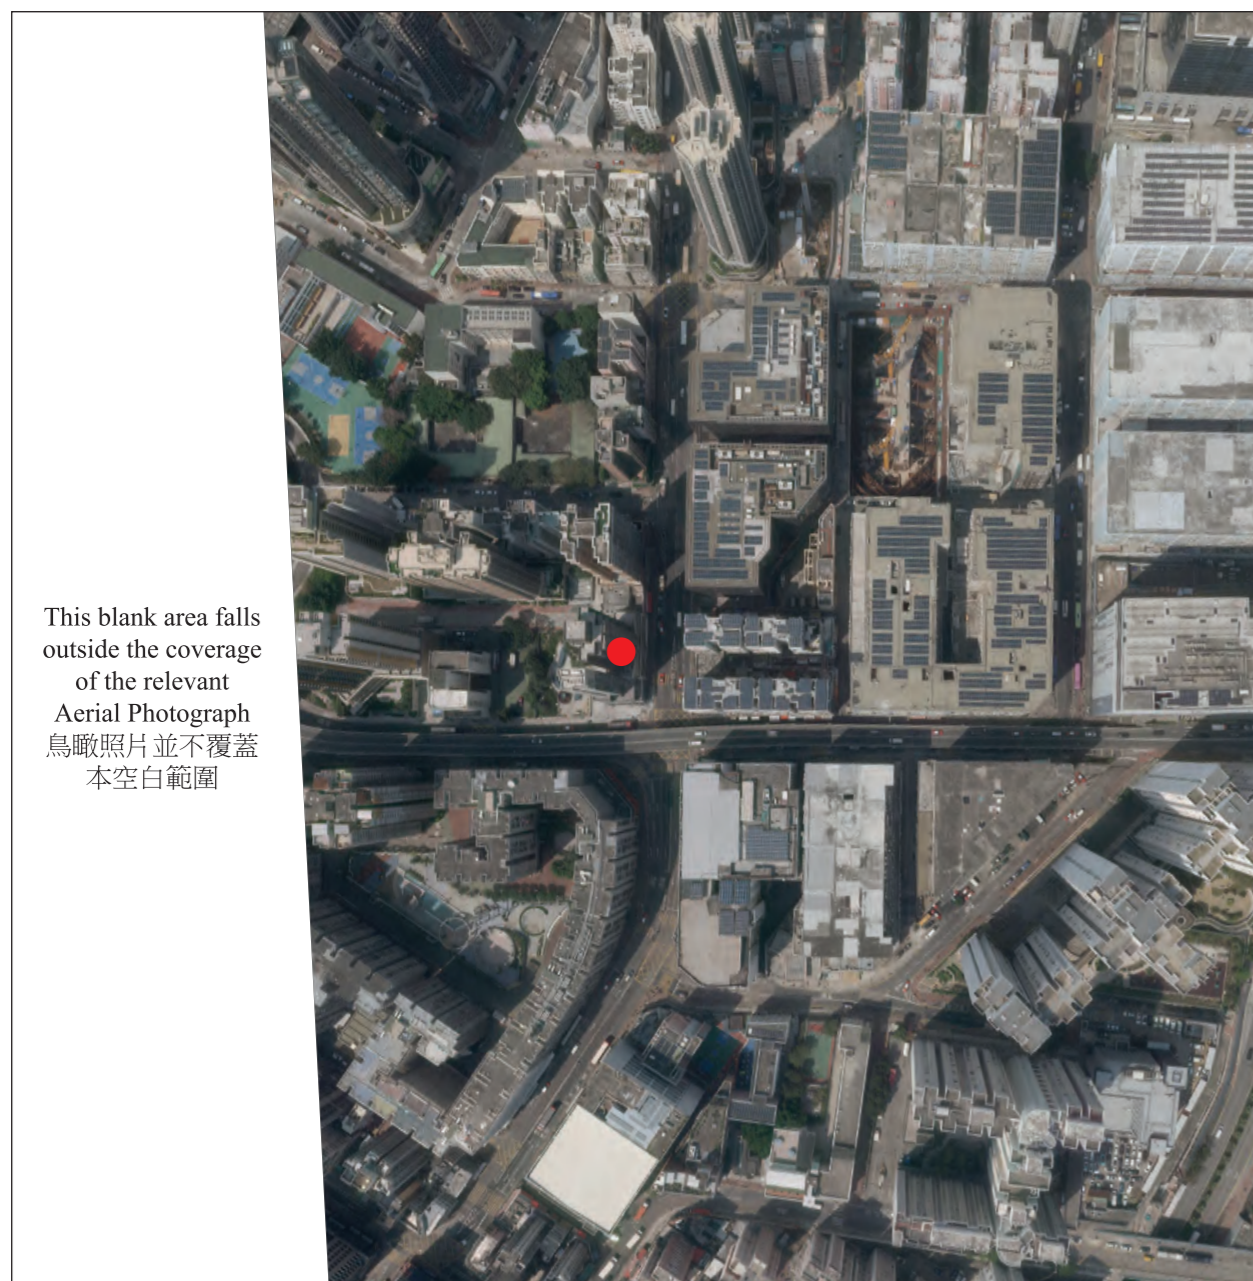 This blank area falls
outside the coverage
of the relevant
Aerial Photograph
鳥瞰照片並不覆蓋
本空白範圍